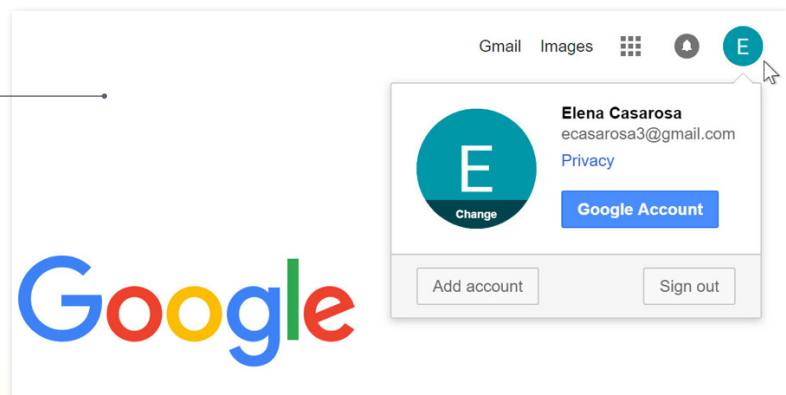 Gmail Images
E
Elena Casarosa
ecasarosa3@gmail.com
Privacy
E
Change
Google Account
Add account Sign out
Google